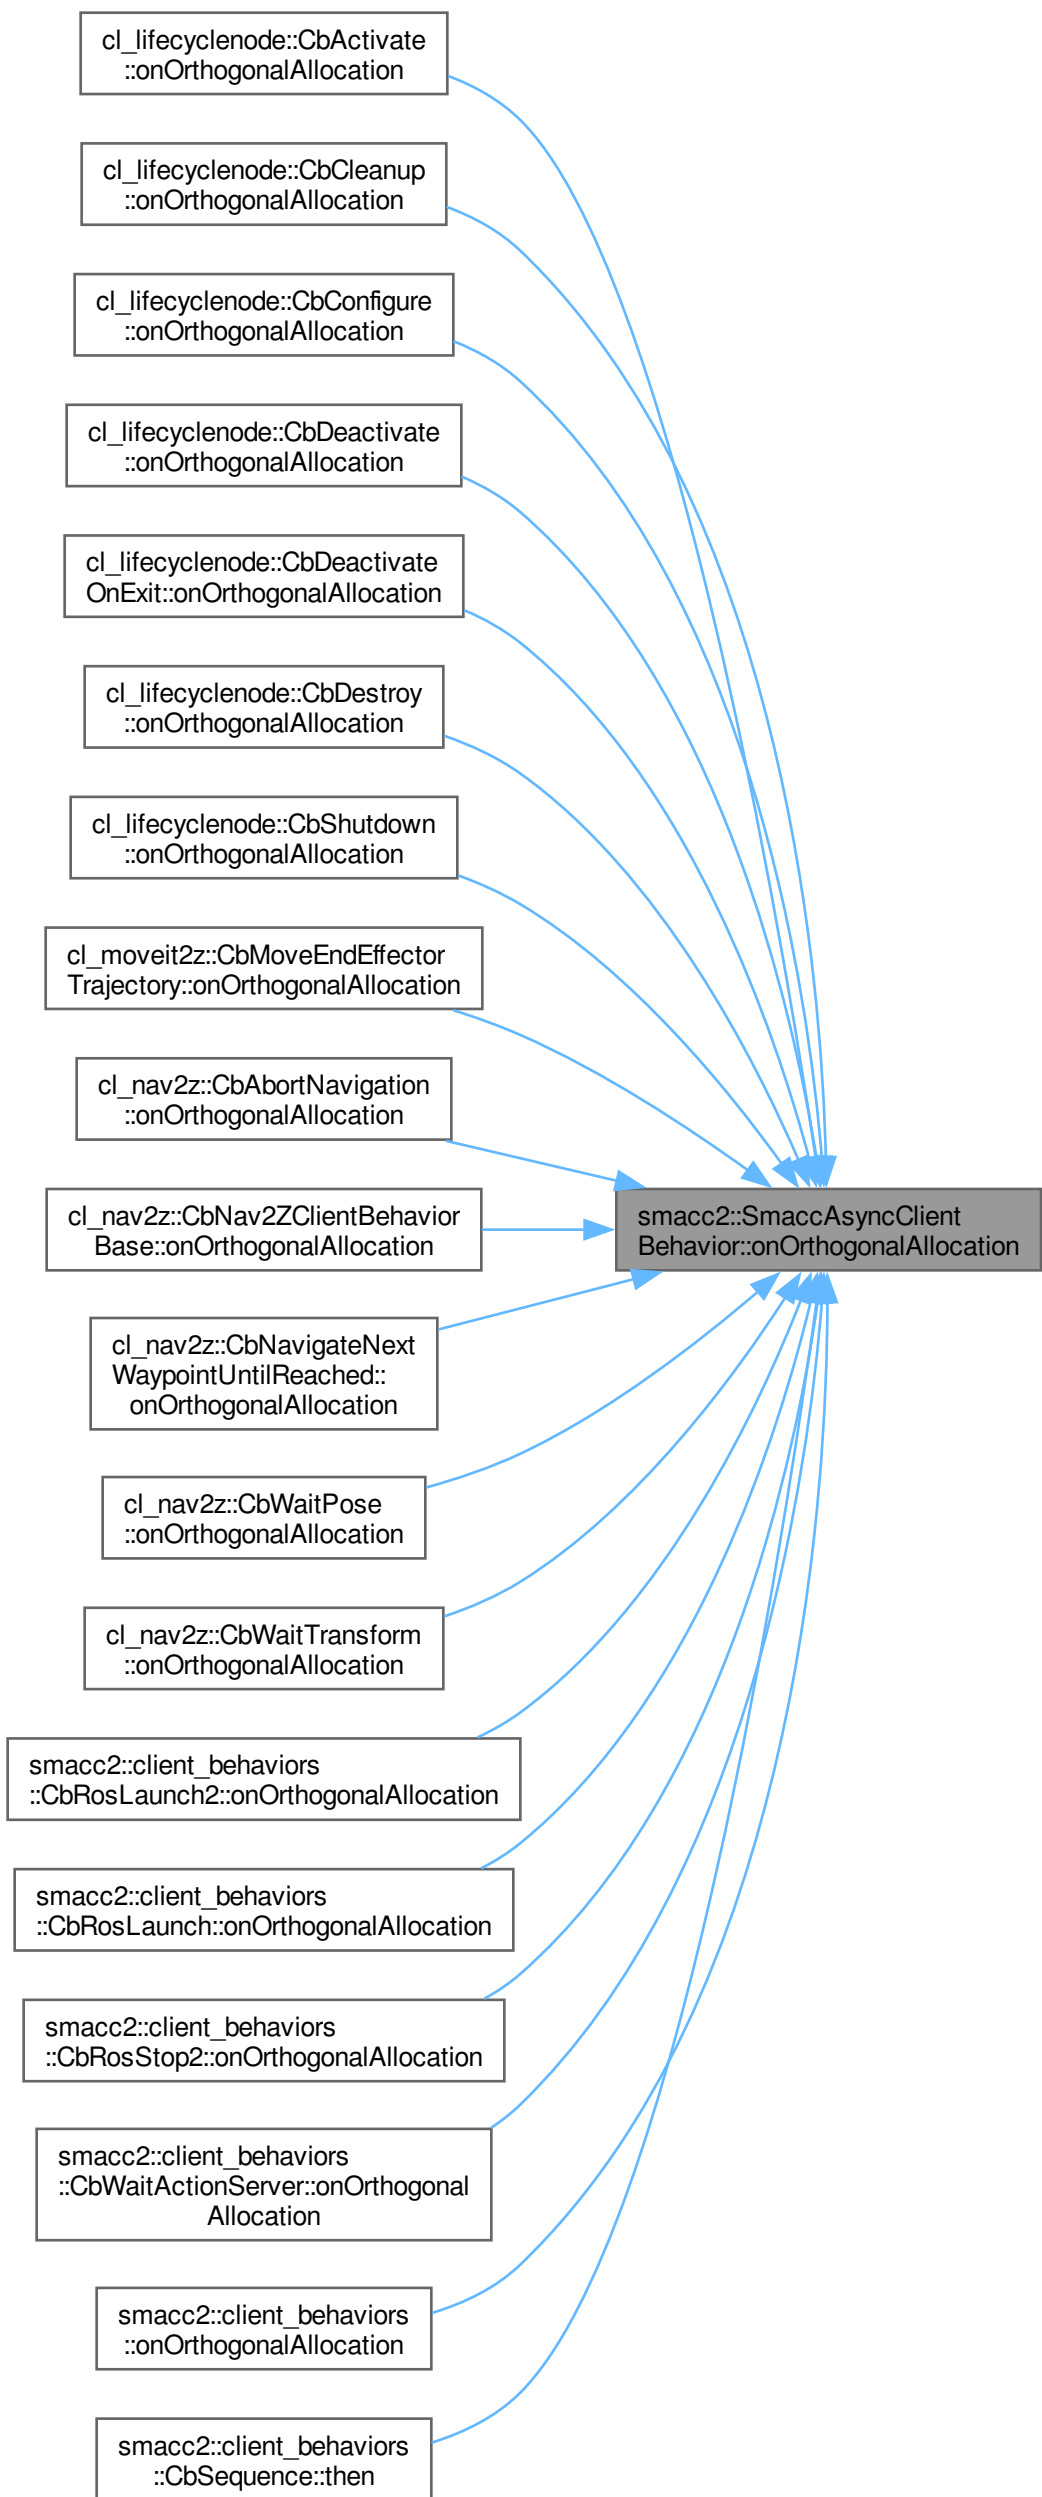 cl_lifecyclenode::CbActivate
::onOrthogonalAllocation
cl_lifecyclenode::CbCleanup
::onOrthogonalAllocation
cl_lifecyclenode::CbConfigure
::onOrthogonalAllocation
cl_lifecyclenode::CbDeactivate
::onOrthogonalAllocation
cl_lifecyclenode::CbDeactivate
OnExit::onOrthogonalAllocation
cl_lifecyclenode::CbDestroy
::onOrthogonalAllocation
cl_lifecyclenode::CbShutdown
::onOrthogonalAllocation
cl_moveit2z::CbMoveEndEffector
Trajectory::onOrthogonalAllocation
cl_nav2z::CbAbortNavigation
::onOrthogonalAllocation
cl_nav2z::CbNav2ZClientBehavior
Base::onOrthogonalAllocation
smacc2::SmaccAsyncClient
Behavior::onOrthogonalAllocation
cl_nav2z::CbNavigateNext
WaypointUntilReached::
onOrthogonalAllocation
cl_nav2z::CbWaitPose
::onOrthogonalAllocation
cl_nav2z::CbWaitTransform
::onOrthogonalAllocation
smacc2::client_behaviors
::CbRosLaunch2::onOrthogonalAllocation
smacc2::client_behaviors
::CbRosLaunch::onOrthogonalAllocation
smacc2::client_behaviors
::CbRosStop2::onOrthogonalAllocation
smacc2::client_behaviors
::CbWaitActionServer::onOrthogonal
Allocation
smacc2::client_behaviors
::onOrthogonalAllocation
smacc2::client_behaviors
::CbSequence::then